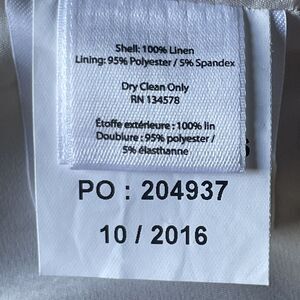 Shell: 100% Linen
Lining: 95% Polyester / 5% Spandex
Dry Clean Only
RN 134578
Étoffe extérieure : 100% lin
Doublure : 95% polyester /
5% élasthanne
PO : 204937
10 / 2016